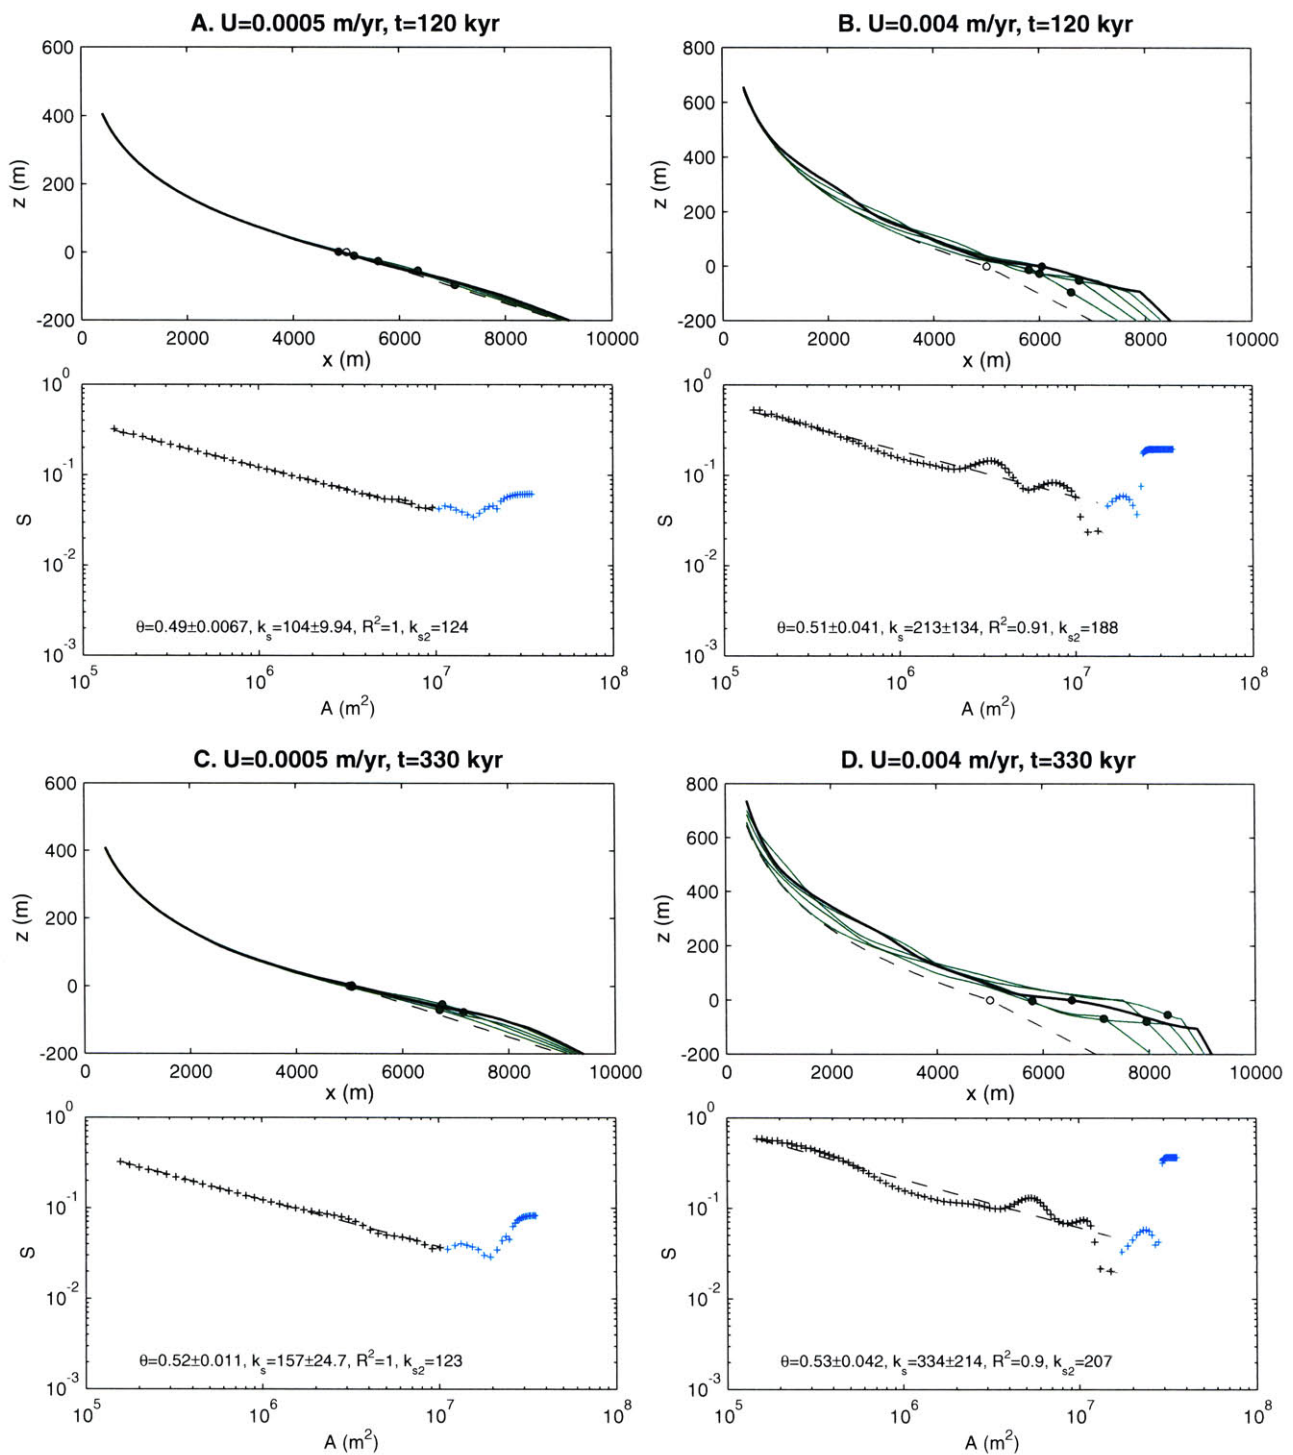 A. U=0.0005 m/yr, t=120 kyr
600
400
200
0
-200
z (m)
0 2000 4000 6000 8000 10000
x (m)
10^0
10^-1
10^-2
10^-3
S
θ=0.49±0.0067, k_s=104±9.94, R^2=1, k_s2=124
10^5 10^6 10^7 10^8
A (m^2)
B. U=0.004 m/yr, t=120 kyr
800
600
400
200
0
-200
z (m)
0 2000 4000 6000 8000 10000
x (m)
10^0
10^-1
10^-2
10^-3
S
θ=0.51±0.041, k_s=213±134, R^2=0.91, k_s2=188
10^5 10^6 10^7 10^8
A (m^2)
C. U=0.0005 m/yr, t=330 kyr
600
400
200
0
-200
z (m)
0 2000 4000 6000 8000 10000
x (m)
10^0
10^-1
10^-2
10^-3
S
θ=0.52±0.011, k_s=157±24.7, R^2=1, k_s2=123
10^5 10^6 10^7 10^8
A (m^2)
D. U=0.004 m/yr, t=330 kyr
800
600
400
200
0
-200
z (m)
0 2000 4000 6000 8000 10000
x (m)
10^0
10^-1
10^-2
10^-3
S
θ=0.53±0.042, k_s=334±214, R^2=0.9, k_s2=207
10^5 10^6 10^7 10^8
A (m^2)